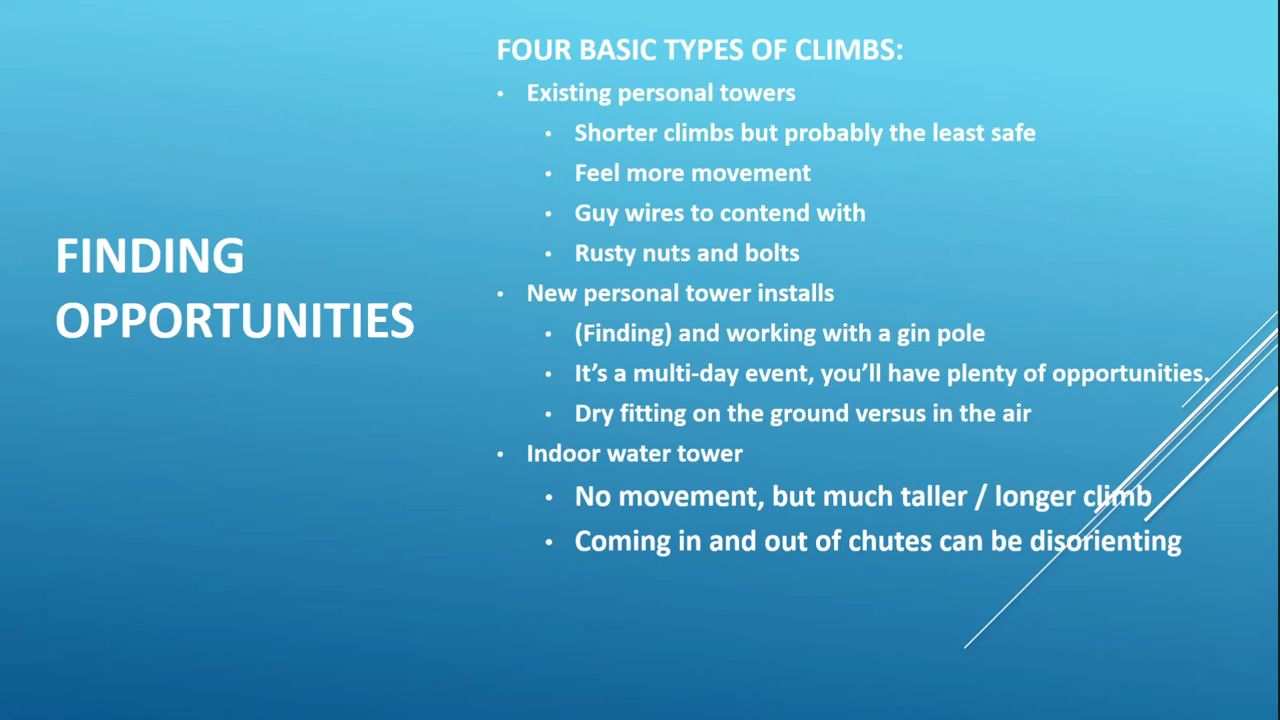 FINDING
OPPORTUNITIES
FOUR BASIC TYPES OF CLIMBS:
• Existing personal towers
• Shorter climbs but probably the least safe
• Feel more movement
• Guy wires to contend with
• Rusty nuts and bolts
• New personal tower installs
• (Finding) and working with a gin pole
• It’s a multi-day event, you’ll have plenty of opportunities.
• Dry fitting on the ground versus in the air
• Indoor water tower
• No movement, but much taller / longer climb
• Coming in and out of chutes can be disorienting